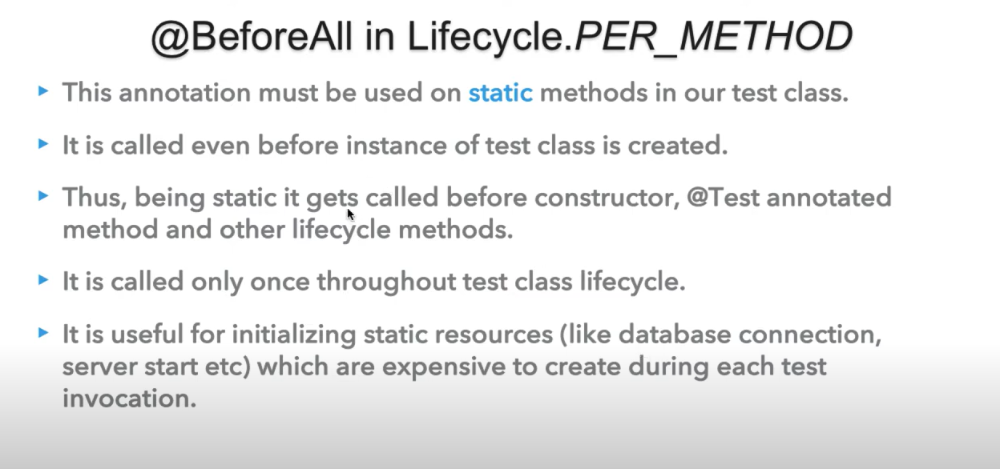 @BeforeAll in Lifecycle.PER_METHOD
▸ This annotation must be used on static methods in our test class.
▸ It is called even before instance of test class is created.
▸ Thus, being static it gets called before constructor, @Test annotated
method and other lifecycle methods.
▸ It is called only once throughout test class lifecycle.
▸ It is useful for initializing static resources (like database connection,
server start etc) which are expensive to create during each test
invocation.